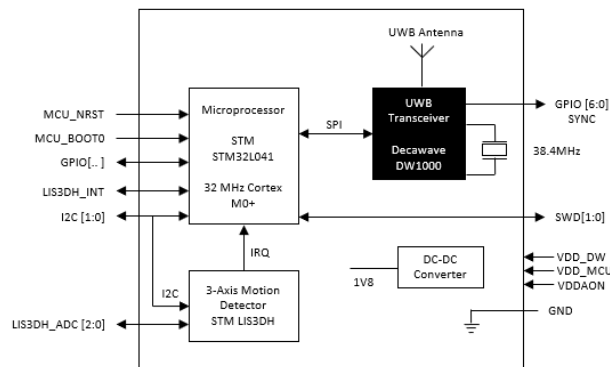 UWB Antenna
MCU_NRST
MCU_BOOT0
GPIO[.. ]
LIS3DH_INT
I2C [1:0]
Microprocessor
STM
STM32L041
32 MHz Cortex
M0+
SPI
UWB
Transceiver
Decawave
DW1000
GPIO [6:0]
SYNC
38.4MHz
SWD[1:0]
IRQ
I2C
3-Axis Motion
Detector
STM LIS3DH
LIS3DH_ADC [2:0]
1V8
DC-DC
Converter
VDD_DW
VDD_MCU
VDDAON
GND